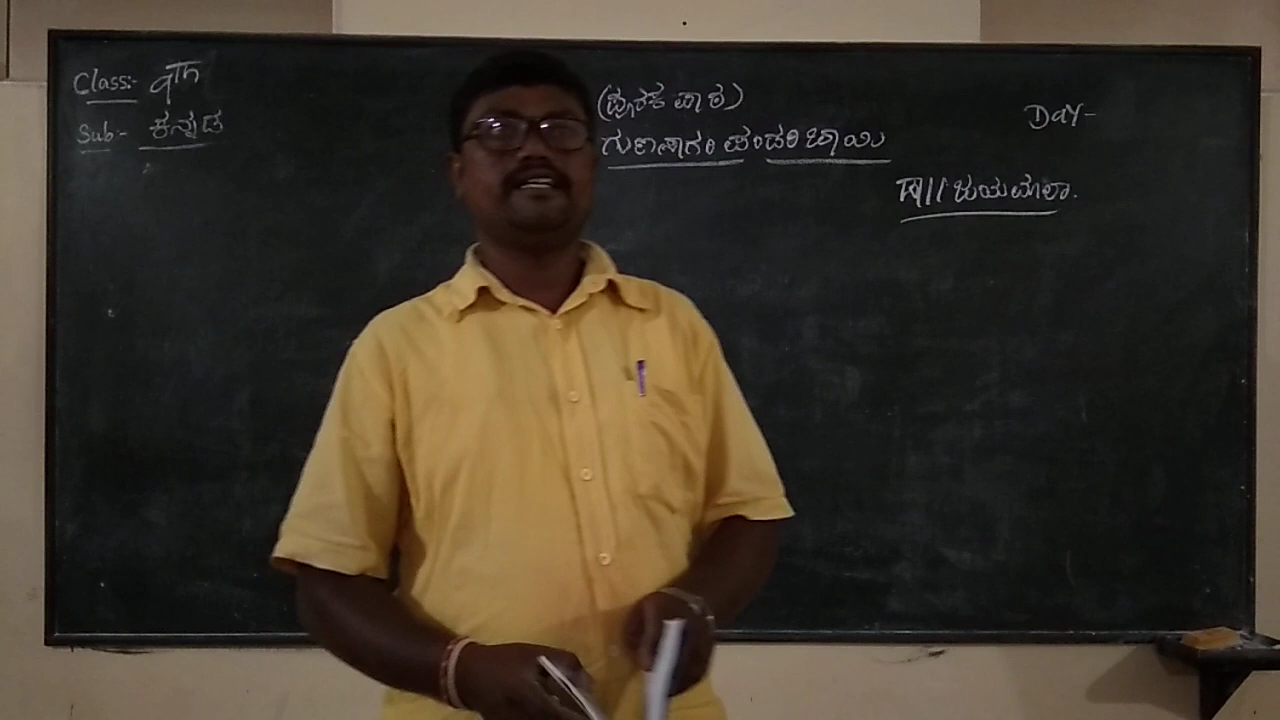 Class:- 9Th
Sub:- ಕನ್ನಡ
(ಪೂರಕ ಪಾಠ)
ಗುಣಸಾಗರಿ ಪಂಡರಿಬಾಯಿ
Day-
ಜಯಮಾಲಾ.